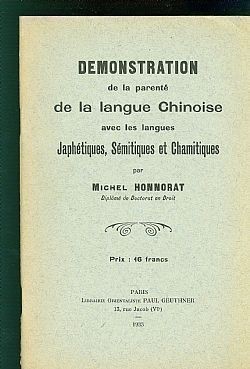 DEMONSTRATION
de la parenté
de la langue Chinoise
avec les langues
Japhétiques, Sémitiques et Chamitiques
par
MICHEL HONNORAT
Diplômé de Doctorat en Droit
Prix : 16 francs
PARIS
LIBRAIRIE ORIENTALISTE PAUL GEUTHNER
13, rue Jacob (VIe)
1933